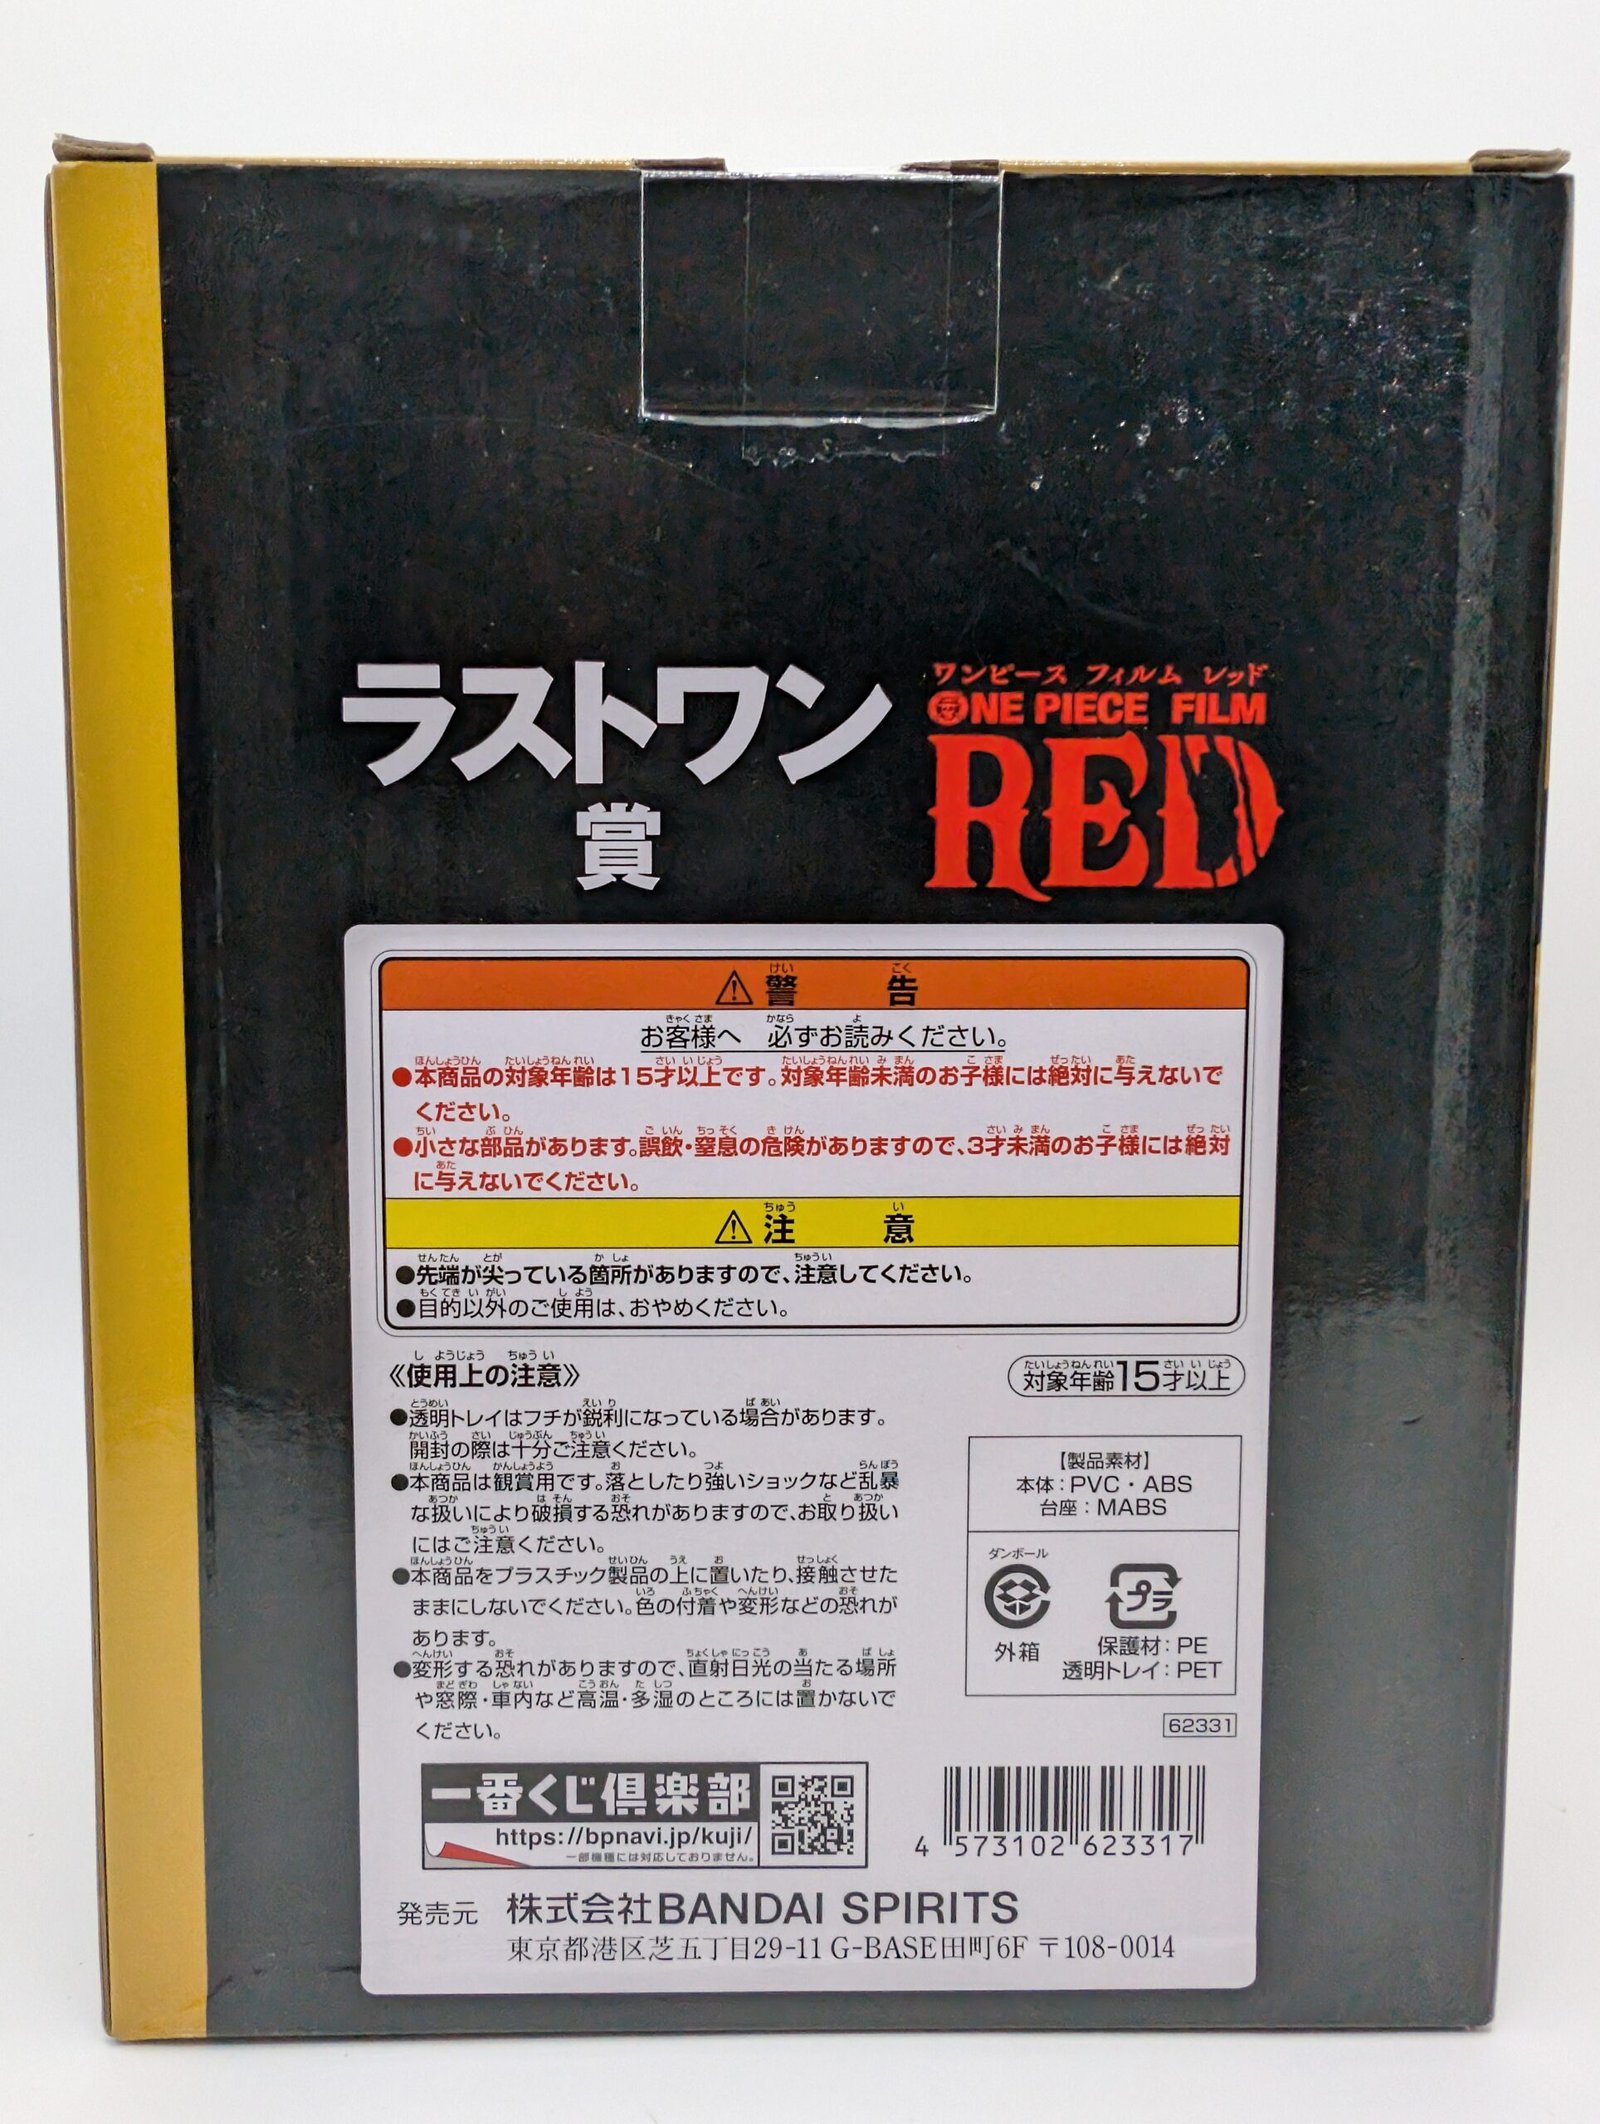 ラストワン
賞
ワンピース フィルム レッド
ONE PIECE FILM
RED
⚠警告
お客様へ 必ずお読みください。
●本商品の対象年齢は15才以上です。対象年齢未満のお子様には絶対に与えないで
ください。
●小さな部品があります。誤飲・窒息の危険がありますので、3才未満のお子様には絶対
に与えないでください。
⚠注意
●先端が尖っている箇所がありますので、注意してください。
●目的以外のご使用は、おやめください。
《使用上の注意》
●透明トレイはフチが鋭利になっている場合があります。
開封の際は十分ご注意ください。
●本商品は観賞用です。落としたり強いショックなど乱暴
な扱いにより破損する恐れがありますので、お取り扱い
にはご注意ください。
●本商品をプラスチック製品の上に置いたり、接触させた
ままにしないでください。色の付着や変形などの恐れが
あります。
●変形する恐れがありますので、直射日光の当たる場所
や窓際・車内など高温・多湿のところには置かないで
ください。
対象年齢15才以上
【製品素材】
本体：PVC・ABS
台座：MABS
ダンボール
外箱
プラ
保護材：PE
透明トレイ：PET
62331
一番くじ倶楽部
https://bpnavi.jp/kuji/
一部機種には対応しておりません。
4 573102 623317
発売元 株式会社BANDAI SPIRITS
東京都港区芝五丁目29-11 G-BASE田町6F 〒108-0014